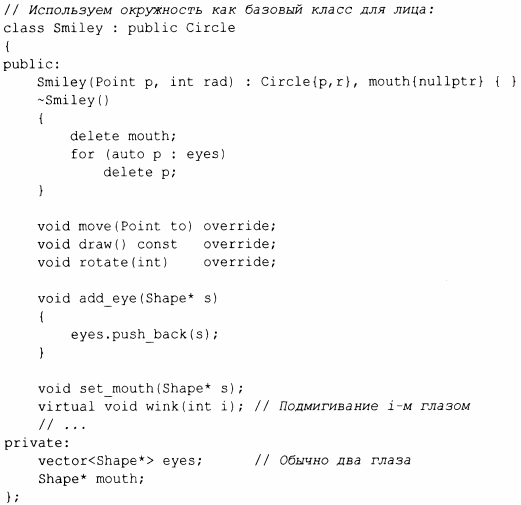 // Используем окружность как базовый класс для лица:
class Smiley : public Circle
{
public:
    Smiley(Point p, int rad) : Circle{p,r}, mouth{nullptr} { }
    ~Smiley()
    {
        delete mouth;
        for (auto p : eyes)
            delete p;
    }

    void move(Point to) override;
    void draw() const   override;
    void rotate(int)    override;

    void add_eye(Shape* s)
    {
        eyes.push_back(s);
    }

    void set_mouth(Shape* s);
    virtual void wink(int i); // Подмигивание i-м глазом
    // ...
private:
    vector<Shape*> eyes;      // Обычно два глаза
    Shape* mouth;
};